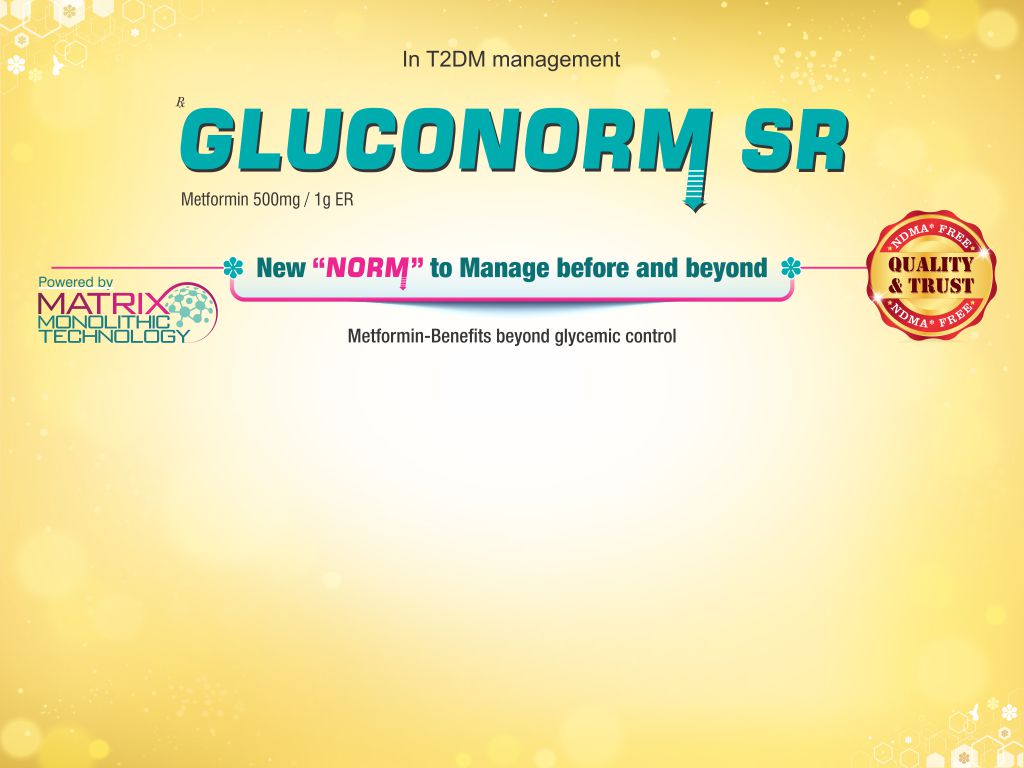 In T2DM management
℞
GLUCONORM SR
Metformin 500mg / 1g ER
New “NORM” to Manage before and beyond
Powered by
MATRIX
MONOLITHIC
TECHNOLOGY
NDMA* FREE
QUALITY
& TRUST
NDMA* FREE
Metformin-Benefits beyond glycemic control